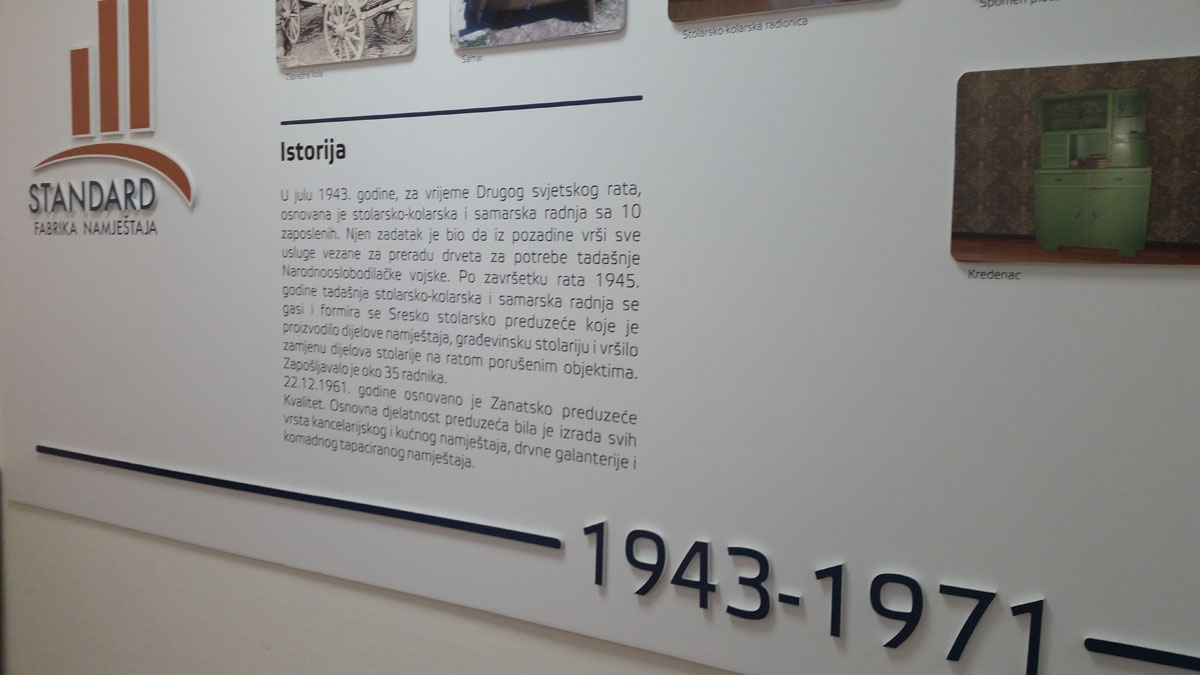 Zaprežna kola
Samar
Stolarsko-kolarska radionica
Spomen
STANDARD
FABRIKA NAMJEŠTAJA
Istorija
U julu 1943. godine, za vrijeme Drugog svjetskog rata,
osnovana je stolarsko-kolarska i samarska radnja sa 10
zaposlenih. Njen zadatak je bio da iz pozadine vrši sve
usluge vezane za preradu drveta za potrebe tadašnje
Narodnooslobodilačke vojske. Po završetku rata 1945.
godine tadašnja stolarsko-kolarska i samarska radnja se
gasi i formira se Sresko stolarsko preduzeće koje je
proizvodilo dijelove namještaja, građevinsku stolariju i vršilo
zamjenu dijelova stolarije na ratom porušenim objektima.
Zapošljavalo je oko 35 radnika.
22.12.1961. godine osnovano je Zanatsko preduzeće
Kvalitet. Osnovna djelatnost preduzeća bila je izrada svih
vrsta kancelarijskog i kućnog namještaja, drvne galanterije i
komadnog tapaciranog namještaja.
Kredenac
1943-1971